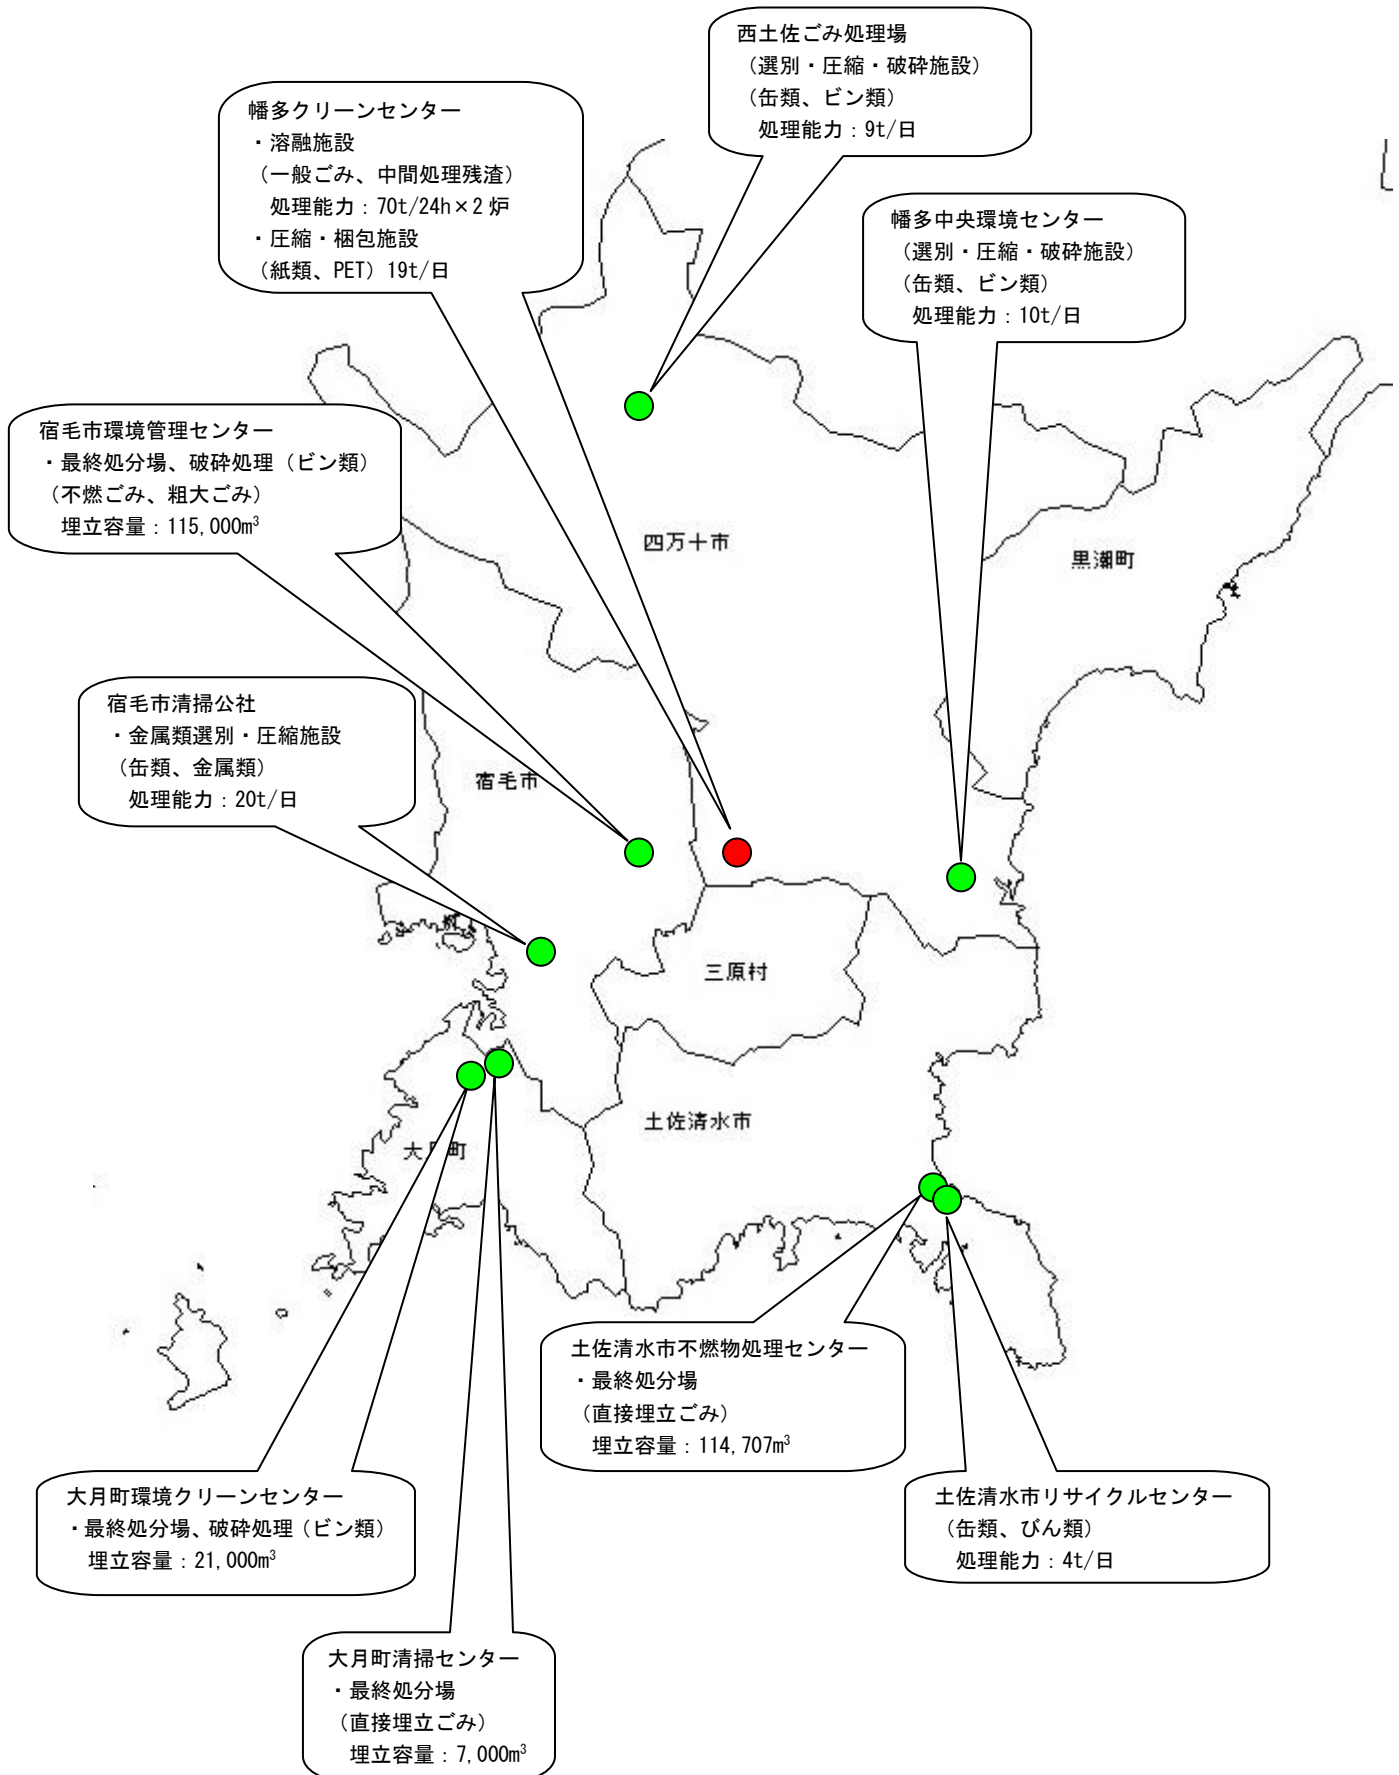 西土佐ごみ処理場
（選別・圧縮・破砕施設）
（缶類、ビン類）
処理能力：9t/日
幡多クリーンセンター
・溶融施設
（一般ごみ、中間処理残渣）
処理能力：70t/24h×2 炉
・圧縮・梱包施設
（紙類、PET）19t/日
幡多中央環境センター
（選別・圧縮・破砕施設）
（缶類、ビン類）
処理能力：10t/日
宿毛市環境管理センター
・最終処分場、破砕処理（ビン類）
（不燃ごみ、粗大ごみ）
埋立容量：115,000m³
四万十市
黒潮町
宿毛市清掃公社
・金属類選別・圧縮施設
（缶類、金属類）
処理能力：20t/日
宿毛市
三原村
土佐清水市
大月町
土佐清水市不燃物処理センター
・最終処分場
（直接埋立ごみ）
埋立容量：114,707m³
大月町環境クリーンセンター
・最終処分場、破砕処理（ビン類）
埋立容量：21,000m³
土佐清水市リサイクルセンター
（缶類、びん類）
処理能力：4t/日
大月町清掃センター
・最終処分場
（直接埋立ごみ）
埋立容量：7,000m³